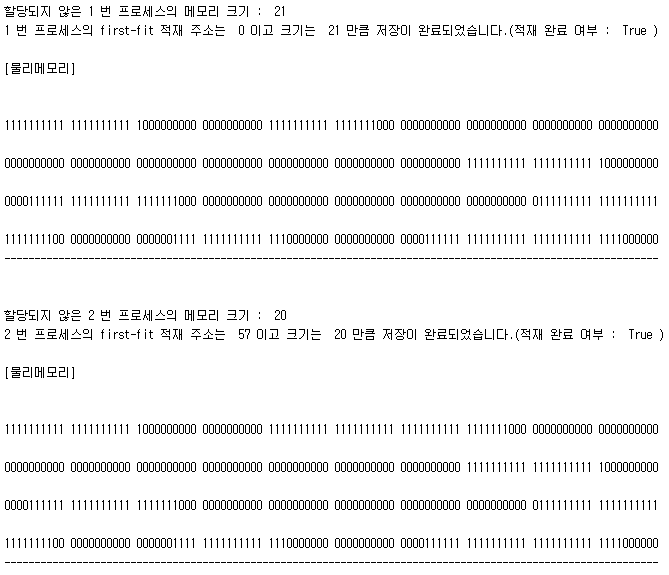 할당되지 않은 1 번 프로세스의 메모리 크기 :  21
1 번 프로세스의 first-fit 적재 주소는  0 이고 크기는  21 만큼 저장이 완료되었습니다.(적재 완료 여부 :  True )
[물리메모리]
1111111111 1111111111 1000000000 0000000000 1111111111 1111111000 0000000000 0000000000 0000000000 0000000000
0000000000 0000000000 0000000000 0000000000 0000000000 0000000000 0000000000 1111111111 1111111111 1000000000
0000111111 1111111111 1111111000 0000000000 0000000000 0000000000 0000000000 0000000000 0111111111 1111111111
1111111100 0000000000 0000001111 1111111111 1110000000 0000000000 0000111111 1111111111 1111111111 1111000000
----------------------------------------------------------------------------------------------------
할당되지 않은 2 번 프로세스의 메모리 크기 :  20
2 번 프로세스의 first-fit 적재 주소는  57 이고 크기는  20 만큼 저장이 완료되었습니다.(적재 완료 여부 :  True )
[물리메모리]
1111111111 1111111111 1000000000 0000000000 1111111111 1111111111 1111111111 1111111000 0000000000 0000000000
0000000000 0000000000 0000000000 0000000000 0000000000 0000000000 0000000000 1111111111 1111111111 1000000000
0000111111 1111111111 1111111000 0000000000 0000000000 0000000000 0000000000 0000000000 0111111111 1111111111
1111111100 0000000000 0000001111 1111111111 1110000000 0000000000 0000111111 1111111111 1111111111 1111000000
----------------------------------------------------------------------------------------------------